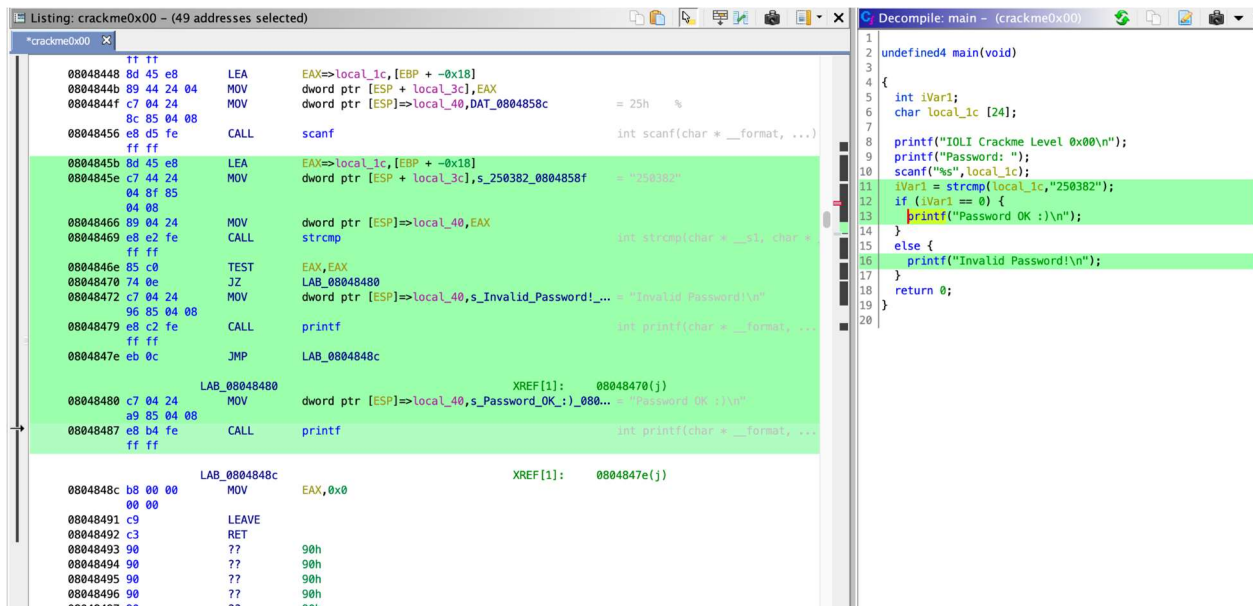 Listing: crackme0x00 - (49 addresses selected)
*crackme0x00
ff ff
08048448 8d 45 e8 LEA EAX=>local_1c,[EBP + -0x18]
0804844b 89 44 24 04 MOV dword ptr [ESP + local_3c],EAX
0804844f c7 04 24 MOV dword ptr [ESP]=>local_40,DAT_0804858c = 25h %
8c 85 04 08
08048456 e8 d5 fe CALL scanf int scanf(char * __format, ...)
ff ff
0804845b 8d 45 e8 LEA EAX=>local_1c,[EBP + -0x18]
0804845e c7 44 24 MOV dword ptr [ESP + local_3c],s_250382_0804858f = "250382"
04 8f 85
04 08
08048466 89 04 24 MOV dword ptr [ESP]=>local_40,EAX
08048469 e8 e2 fe CALL strcmp int strcmp(char * __s1, char *
ff ff
0804846e 85 c0 TEST EAX,EAX
08048470 74 0e JZ LAB_08048480
08048472 c7 04 24 MOV dword ptr [ESP]=>local_40,s_Invalid_Password!_... = "Invalid Password!\n"
96 85 04 08
08048479 e8 c2 fe CALL printf int printf(char * __format, ...
ff ff
0804847e eb 0c JMP LAB_0804848c
LAB_08048480 XREF[1]: 08048470(j)
08048480 c7 04 24 MOV dword ptr [ESP]=>local_40,s_Password_OK_:)_080... = "Password OK :)\n"
a9 85 04 08
08048487 e8 b4 fe CALL printf int printf(char * __format, ...
ff ff
LAB_0804848c XREF[1]: 0804847e(j)
0804848c b8 00 00 MOV EAX,0x0
00 00
08048491 c9 LEAVE
08048492 c3 RET
08048493 90 ?? 90h
08048494 90 ?? 90h
08048495 90 ?? 90h
08048496 90 ?? 90h
Decompile: main - (crackme0x00)
1
2 undefined4 main(void)
3
4 {
5 int iVar1;
6 char local_1c [24];
7
8 printf("IOLI Crackme Level 0x00\n");
9 printf("Password: ");
10 scanf("%s",local_1c);
11 iVar1 = strcmp(local_1c,"250382");
12 if (iVar1 == 0) {
13 printf("Password OK :)\n");
14 }
15 else {
16 printf("Invalid Password!\n");
17 }
18 return 0;
19 }
20